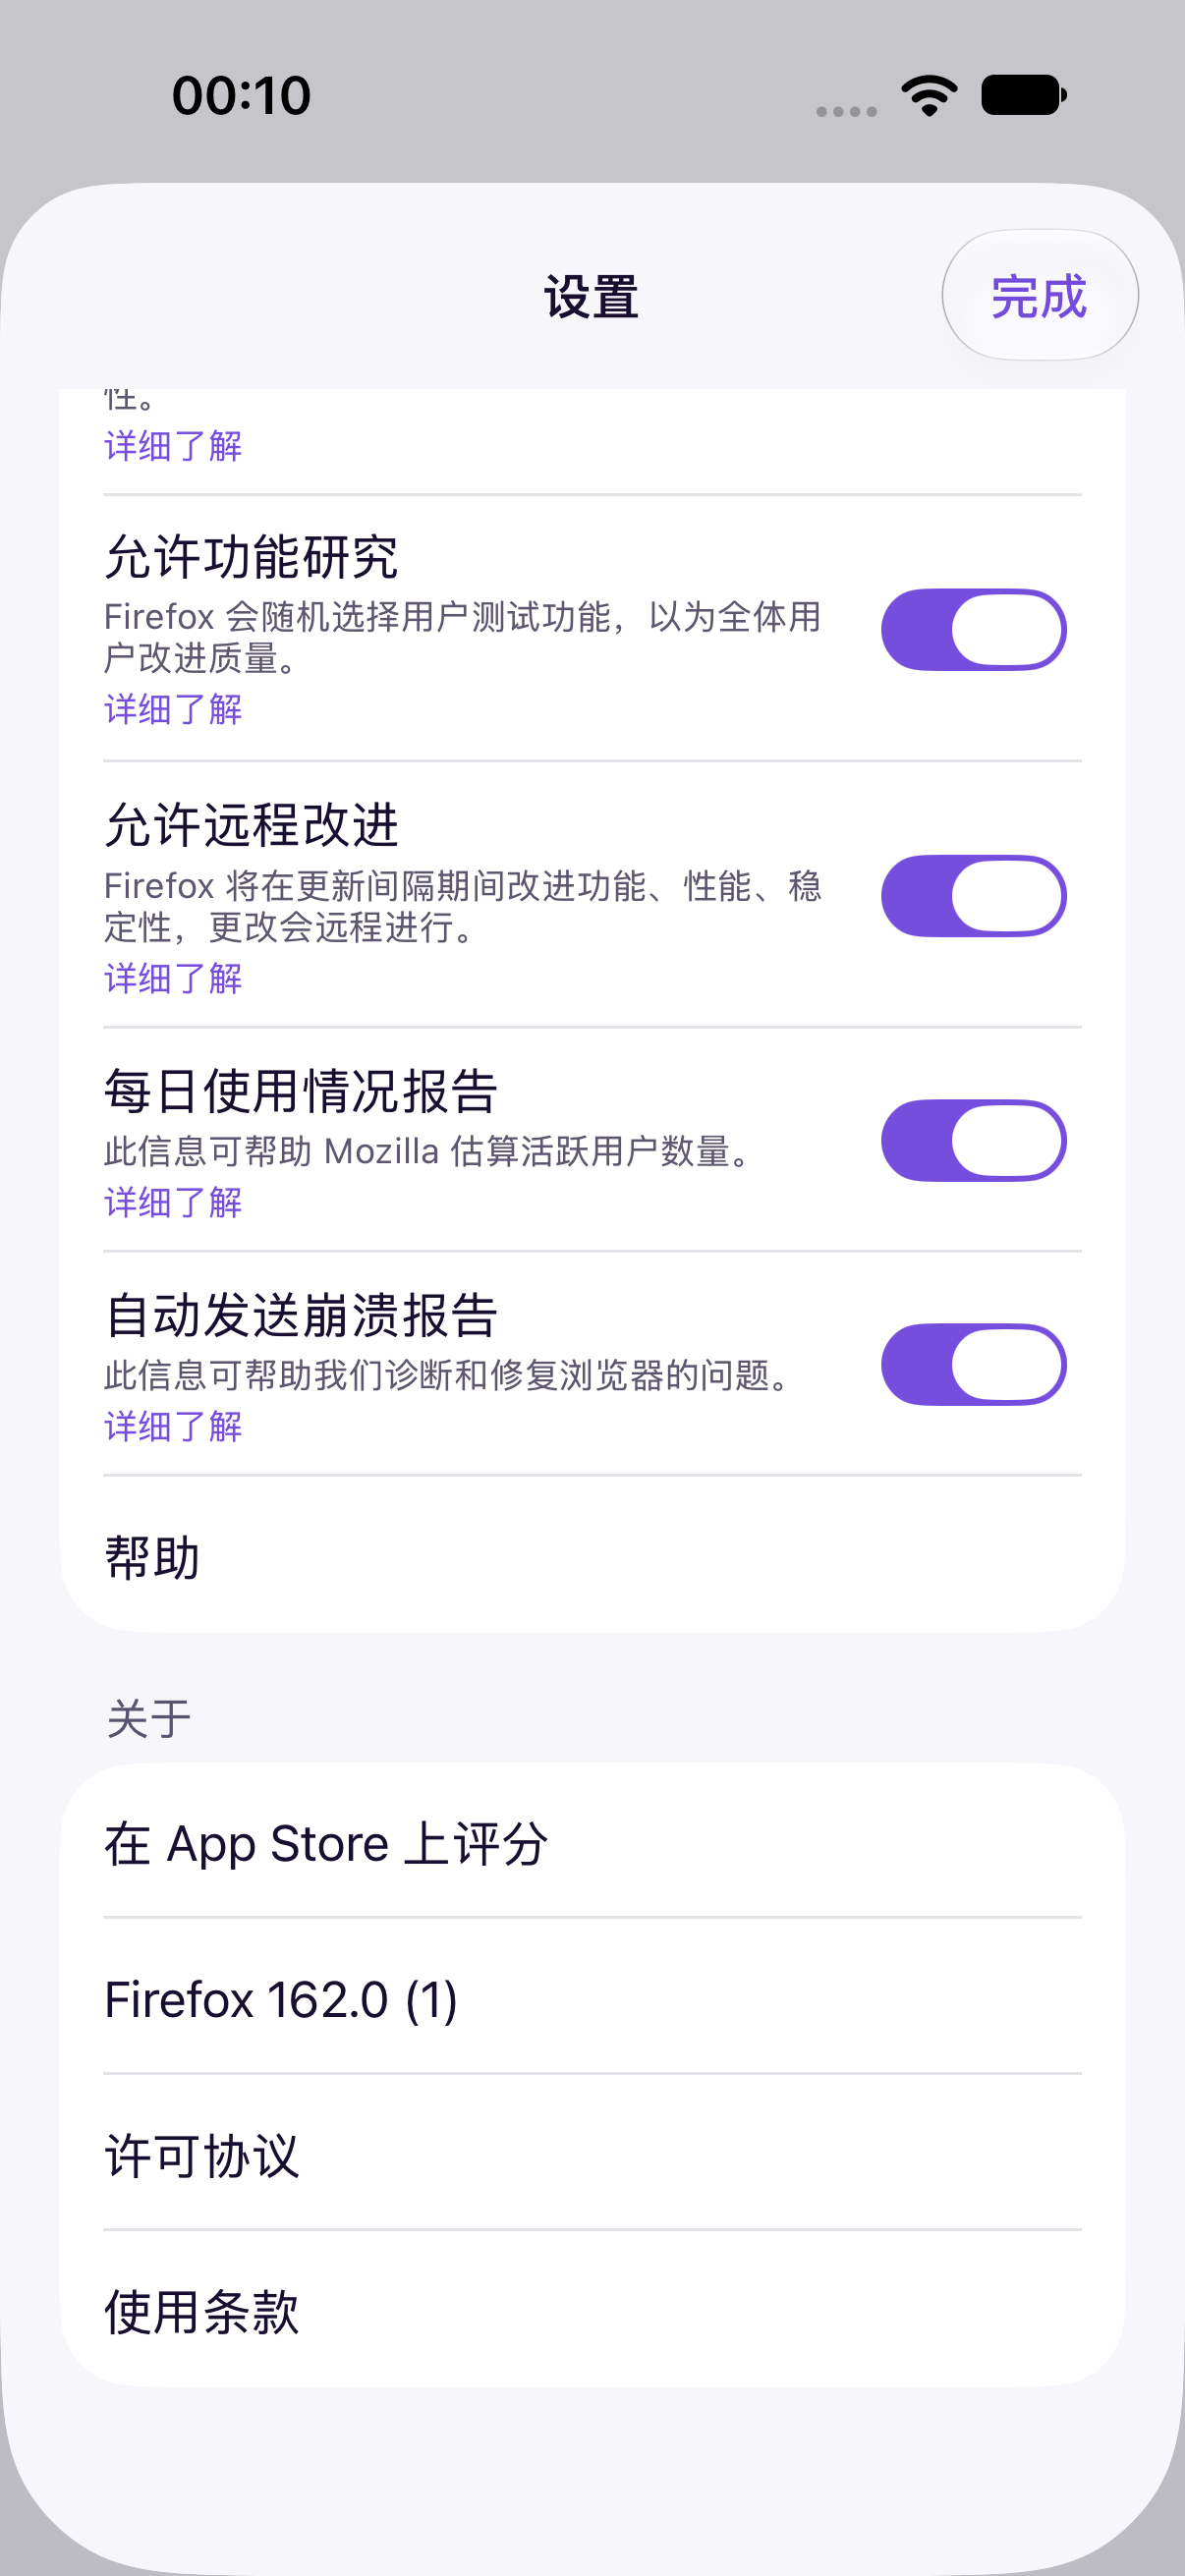 00:10
设置
完成
性。
详细了解
允许功能研究
Firefox 会随机选择用户测试功能，以为全体用
户改进质量。
详细了解
允许远程改进
Firefox 将在更新间隔期间改进功能、性能、稳
定性，更改会远程进行。
详细了解
每日使用情况报告
此信息可帮助 Mozilla 估算活跃用户数量。
详细了解
自动发送崩溃报告
此信息可帮助我们诊断和修复浏览器的问题。
详细了解
帮助
关于
在 App Store 上评分
Firefox 162.0 (1)
许可协议
使用条款